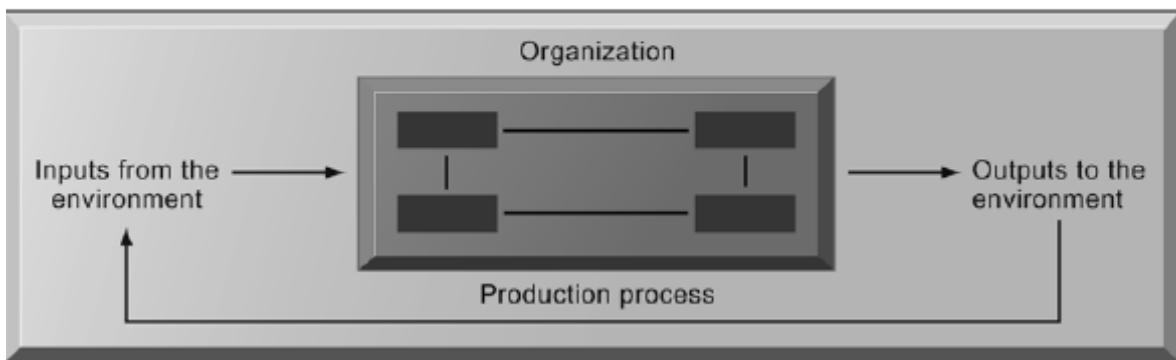 Organization
Inputs from the
environment
Outputs to the
environment
Production process